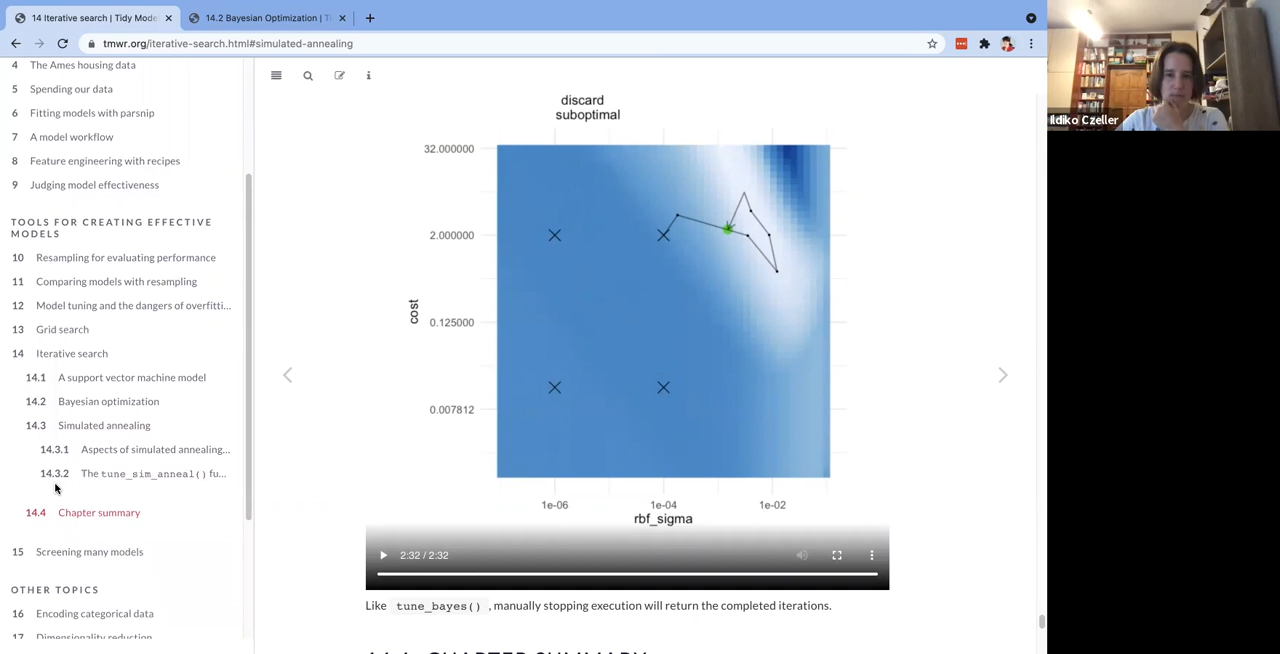 14 Iterative search | Tidy Mode
14.2 Bayesian Optimization | Ti
tmwr.org/iterative-search.html#simulated-annealing
4 The Ames housing data
5 Spending our data
6 Fitting models with parsnip
7 A model workflow
8 Feature engineering with recipes
9 Judging model effectiveness
TOOLS FOR CREATING EFFECTIVE
MODELS
10 Resampling for evaluating performance
11 Comparing models with resampling
12 Model tuning and the dangers of overfitti...
13 Grid search
14 Iterative search
14.1 A support vector machine model
14.2 Bayesian optimization
14.3 Simulated annealing
14.3.1 Aspects of simulated annealing...
14.3.2 The tune_sim_anneal() fu...
14.4 Chapter summary
15 Screening many models
OTHER TOPICS
16 Encoding categorical data
17 Dimensionality reduction
discard
suboptimal
32.000000
2.000000
0.125000
0.007812
cost
1e-06 1e-04 1e-02
rbf_sigma
2:32 / 2:32
Like tune_bayes() , manually stopping execution will return the completed iterations.
14.4 CHAPTER SUMMARY
Ildiko Czeller